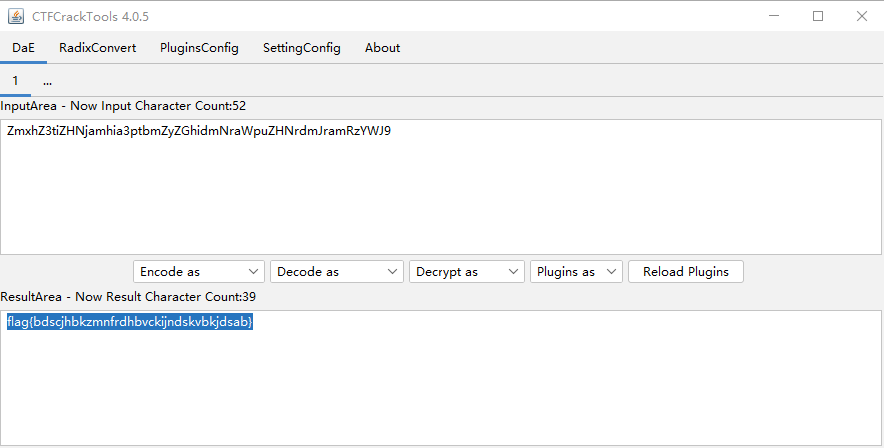 CTFCrackTools 4.0.5
DaE RadixConvert PluginsConfig SettingConfig About
1 ...
InputArea - Now Input Character Count:52
ZmxhZ3tiZHNjamhia3ptbmZyZGhidmNraWpuZHNrdmJramRzYWJ9
Encode as Decode as Decrypt as Plugins as Reload Plugins
ResultArea - Now Result Character Count:39
flag{bdscjhbkzmnfrdhbvckijndskvbkjdsab}